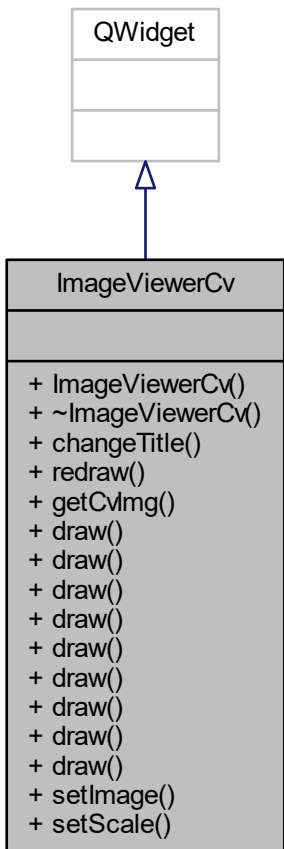 QWidget
ImageViewerCv
+ ImageViewerCv()
+ ~ImageViewerCv()
+ changeTitle()
+ redraw()
+ getCvImg()
+ draw()
+ draw()
+ draw()
+ draw()
+ draw()
+ draw()
+ draw()
+ draw()
+ draw()
+ setImage()
+ setScale()